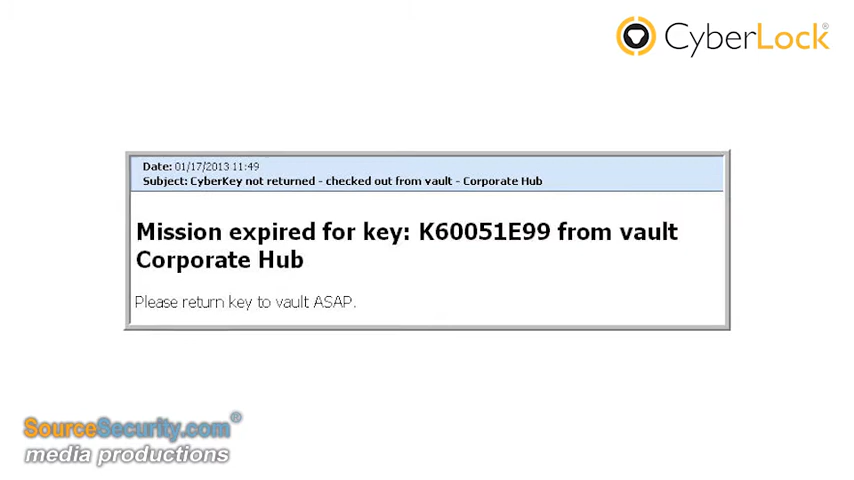 CyberLock®
Date: 01/17/2013 11:49
Subject: CyberKey not returned - checked out from vault - Corporate Hub
Mission expired for key: K60051E99 from vault
Corporate Hub
Please return key to vault ASAP.
SourceSecurity.com®
media productions